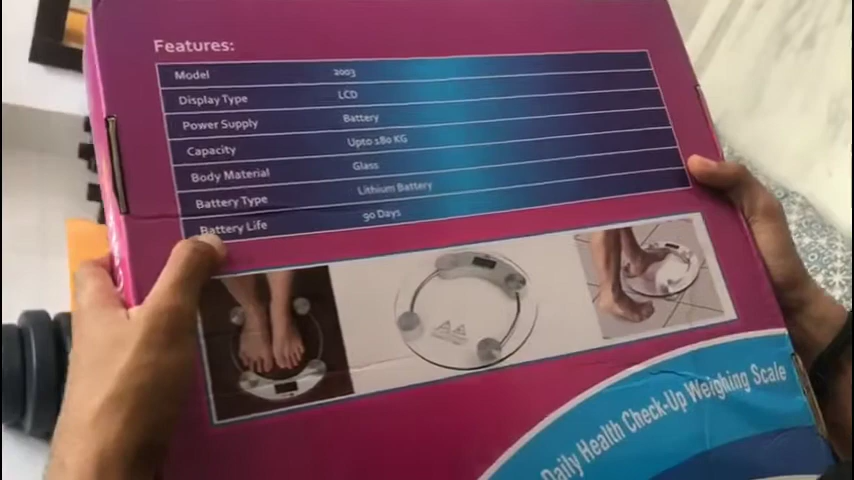 Features:
Model 2003
Display Type LCD
Power Supply Battery
Capacity Upto 180 KG
Body Material Glass
Battery Type Lithium Battery
Battery Life 90 Days
Daily Health Check-Up Weighing Scale